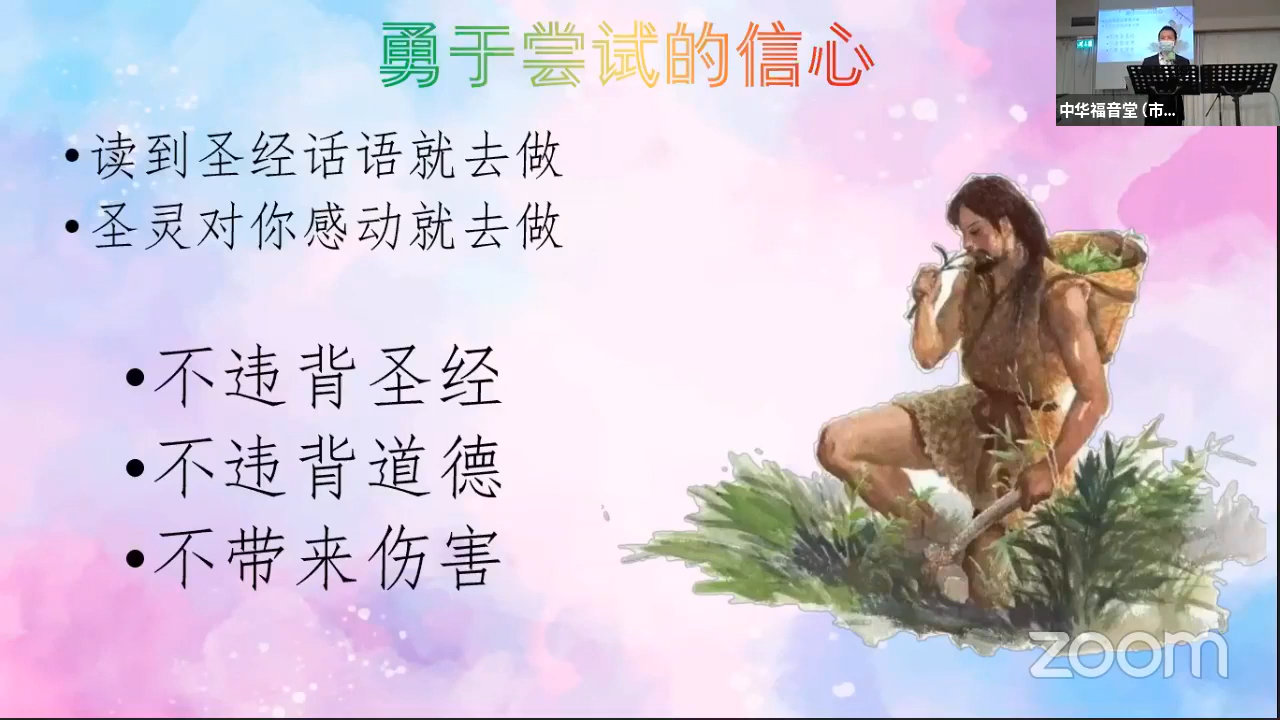 勇于尝试的信心
中华福音堂（市...
•读到圣经话语就去做
•圣灵对你感动就去做
•不违背圣经
•不违背道德
•不带来伤害
zoom